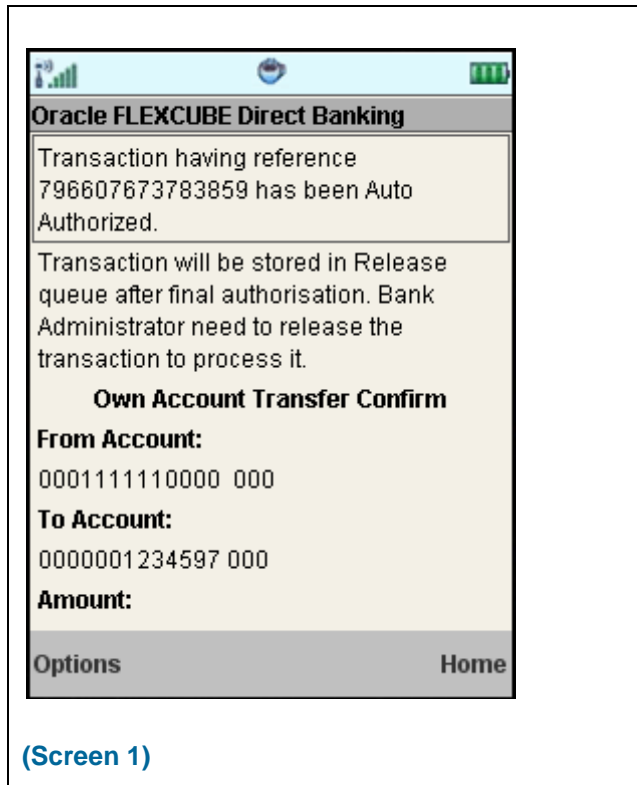 Oracle FLEXCUBE Direct Banking
Transaction having reference
796607673783859 has been Auto
Authorized.
Transaction will be stored in Release
queue after final authorisation. Bank
Administrator need to release the
transaction to process it.
Own Account Transfer Confirm
From Account:
0001111110000 000
To Account:
0000001234597 000
Amount:
Options Home
(Screen 1)